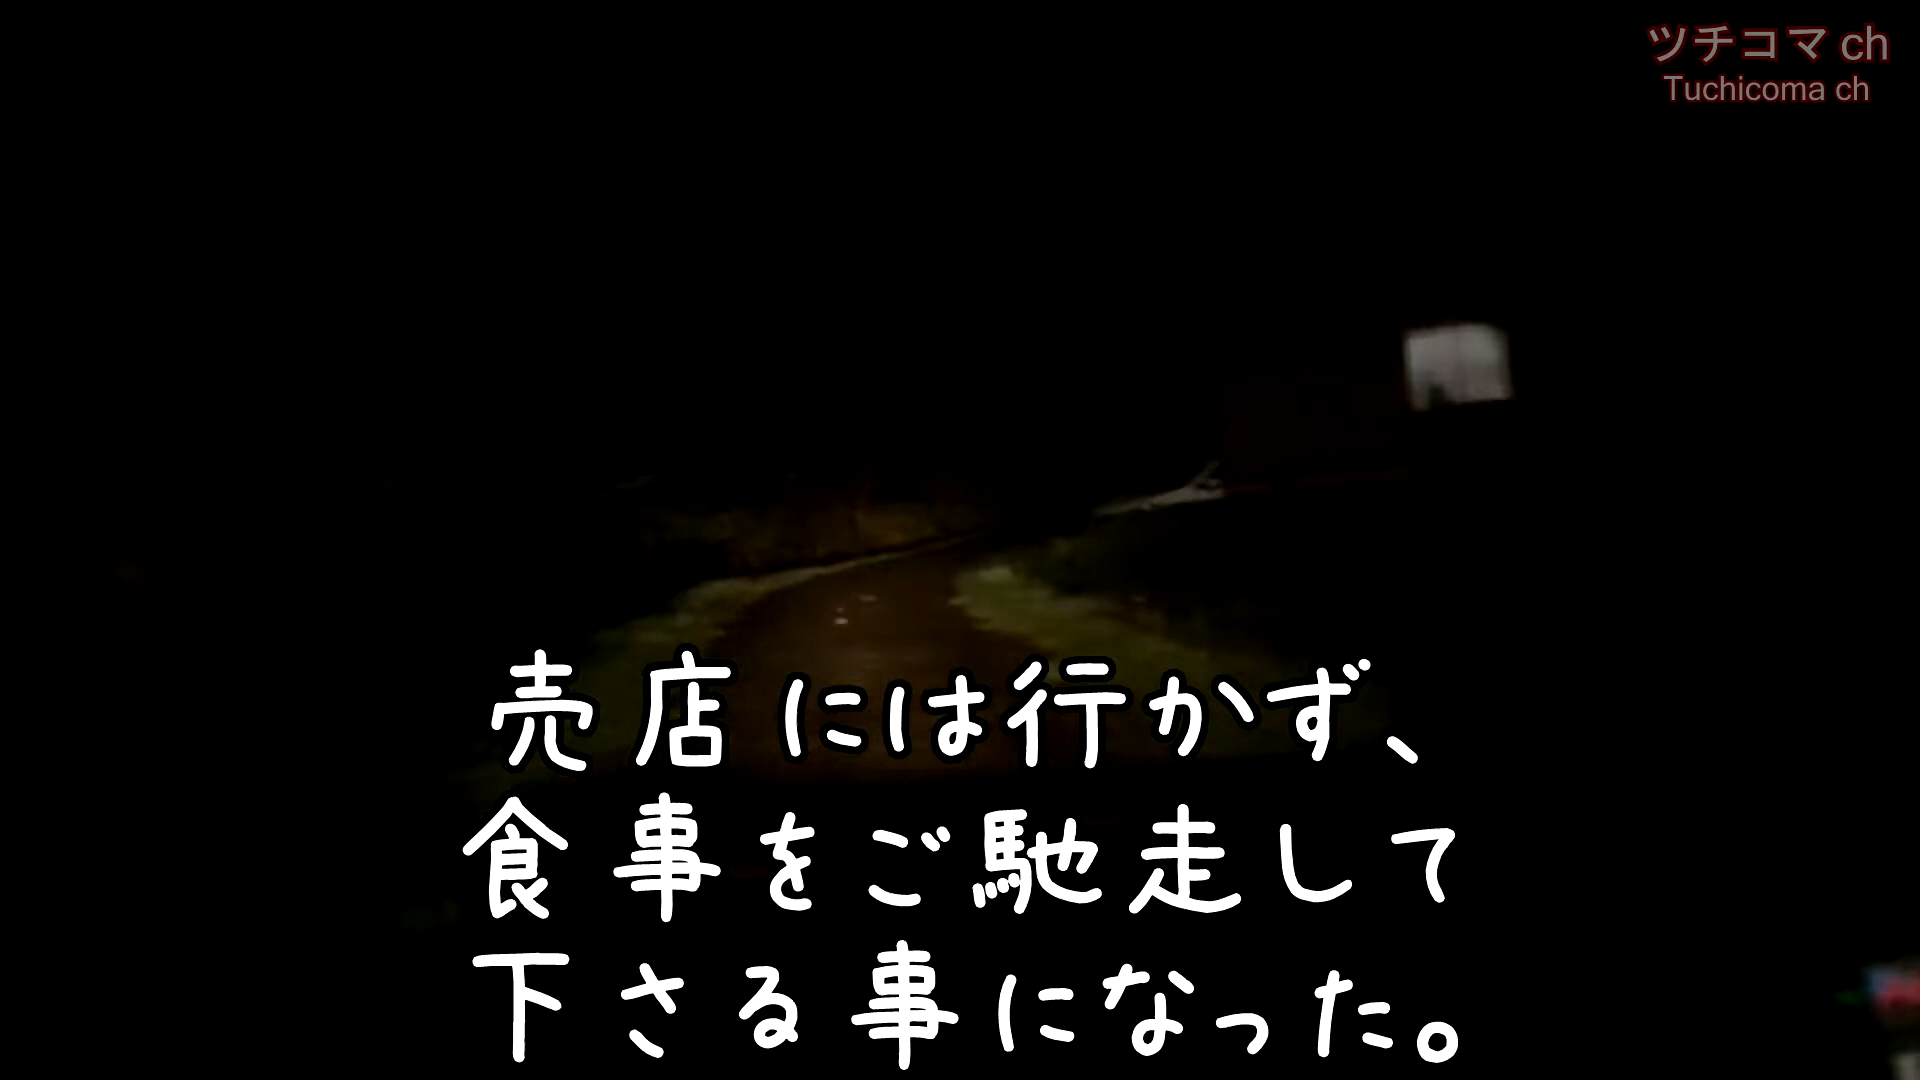 ツチコマ ch
Tuchicoma ch
売店には行かず、
食事をご馳走して
下さる事になった。